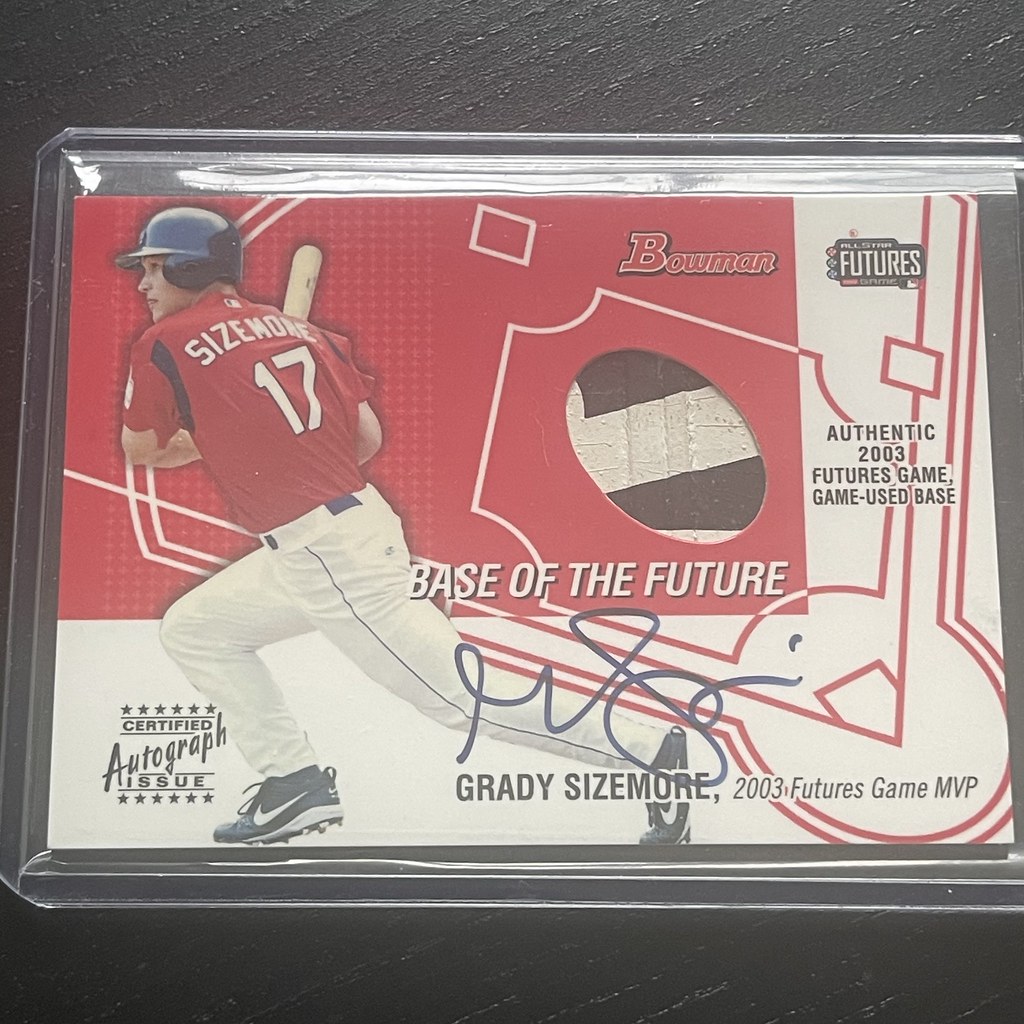 SIZEMORE
17
Bowman
ALL STAR
FUTURES
GAME
AUTHENTIC
2003
FUTURES GAME,
GAME-USED BASE
BASE OF THE FUTURE
CERTIFIED
Autograph
ISSUE
GRADY SIZEMORE, 2003 Futures Game MVP